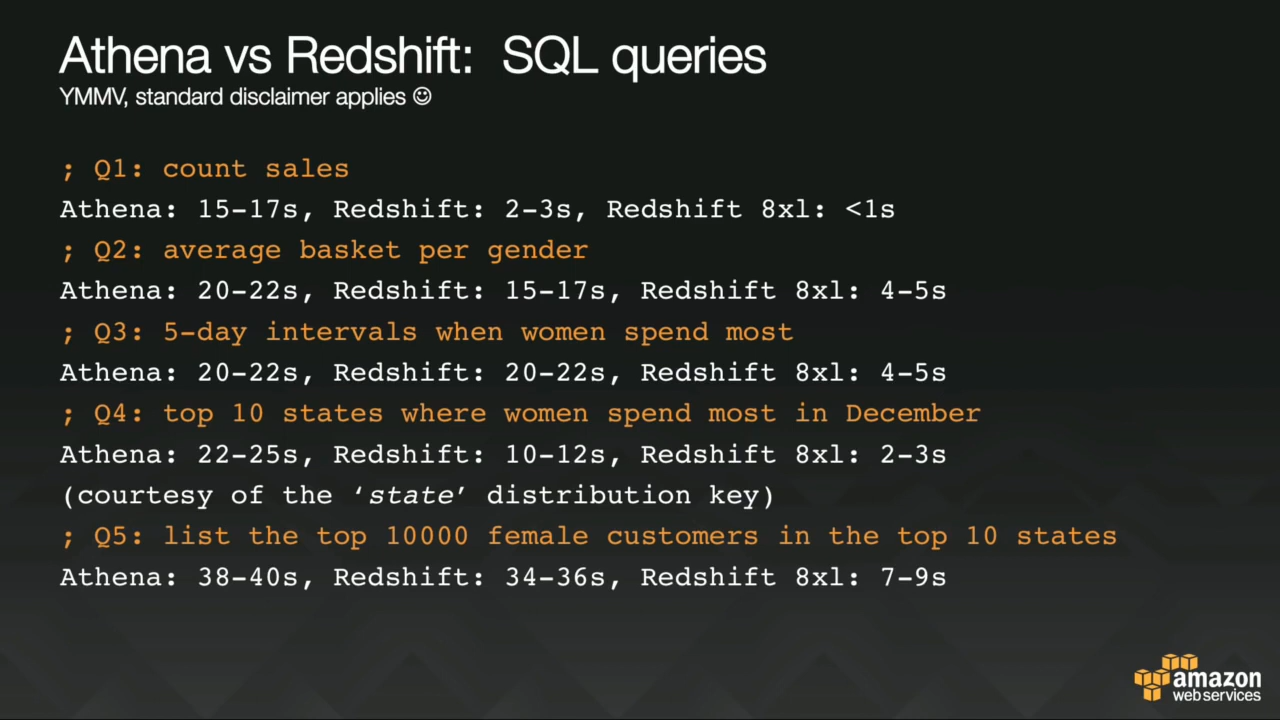 Athena vs Redshift: SQL queries
YMMV, standard disclaimer applies ☺
; Q1: count sales
Athena: 15-17s, Redshift: 2-3s, Redshift 8xl: <1s
; Q2: average basket per gender
Athena: 20-22s, Redshift: 15-17s, Redshift 8xl: 4-5s
; Q3: 5-day intervals when women spend most
Athena: 20-22s, Redshift: 20-22s, Redshift 8xl: 4-5s
; Q4: top 10 states where women spend most in December
Athena: 22-25s, Redshift: 10-12s, Redshift 8xl: 2-3s
(courtesy of the ‘state’ distribution key)
; Q5: list the top 10000 female customers in the top 10 states
Athena: 38-40s, Redshift: 34-36s, Redshift 8xl: 7-9s
amazon
web services